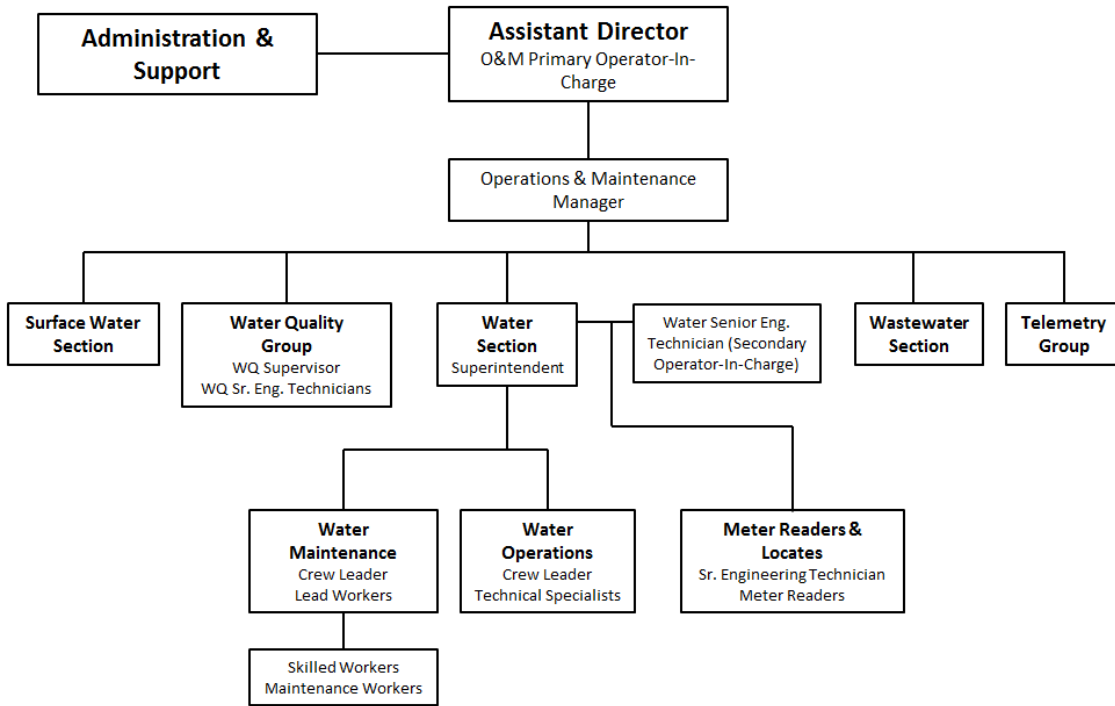 Administration &
Support
Assistant Director
O&M Primary Operator-In-
Charge
Operations & Maintenance
Manager
Surface Water
Section
Water Quality
Group
WQ Supervisor
WQ Sr. Eng. Technicians
Water
Section
Superintendent
Water Senior Eng.
Technician (Secondary
Operator-In-Charge)
Wastewater
Section
Telemetry
Group
Water
Maintenance
Crew Leader
Lead Workers
Water
Operations
Crew Leader
Technical Specialists
Meter Readers &
Locates
Sr. Engineering Technician
Meter Readers
Skilled Workers
Maintenance Workers